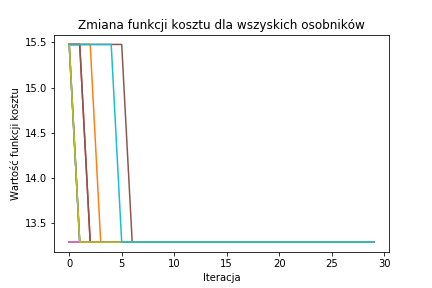 Zmiana funkcji kosztu dla wszyskich osobników
15.5
15.0
14.5
14.0
13.5
Wartość funkcji kosztu
0 5 10 15 20 25 30
Iteracja